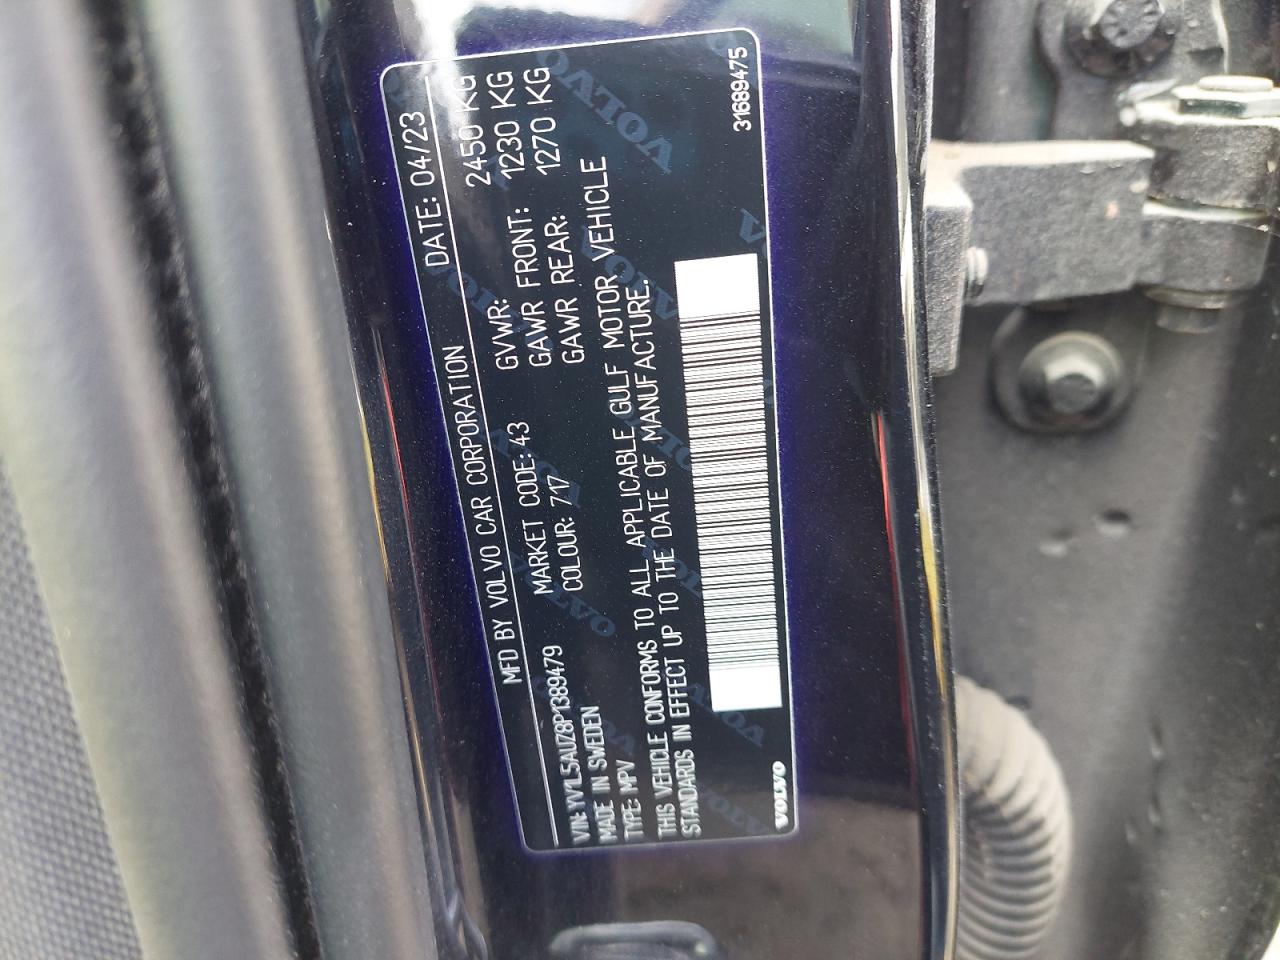 MFD BY VOLVO CAR CORPORATION DATE: 04/23
VIN: YV1L5AUZ8P1389479
MADE IN SWEDEN
TYPE: MPV
MARKET CODE: 43
COLOUR: 717
GVWR: 2450 KG
GAWR FRONT: 1230 KG
GAWR REAR: 1270 KG
THIS VEHICLE CONFORMS TO ALL APPLICABLE GULF MOTOR VEHICLE
STANDARDS IN EFFECT UP TO THE DATE OF MANUFACTURE.
VOLVO
31689475